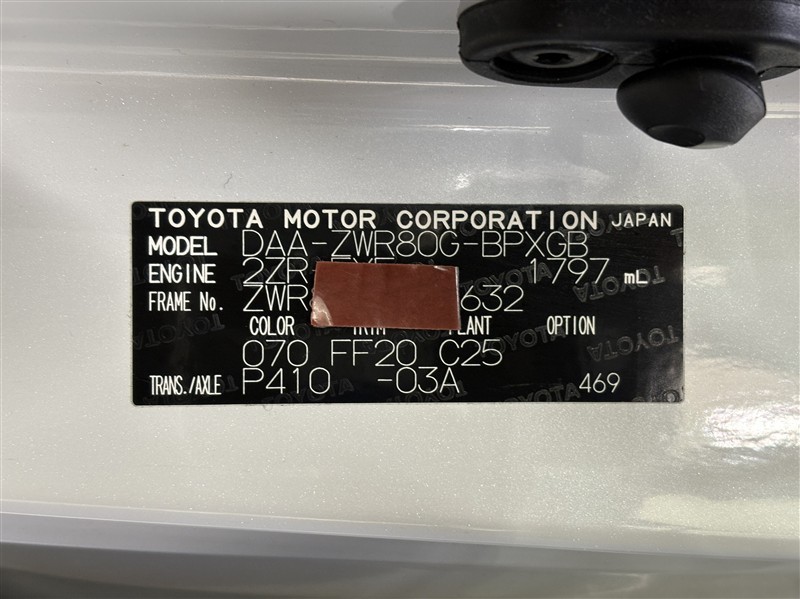 TOYOTA MOTOR CORPORATION JAPAN
MODEL DAA-ZWR80G-BPXGB
ENGINE 1797 mL
FRAME No. ZWR 632
COLOR TRIM PLANT OPTION
070 FF20 C25
TRANS./AXLE P410 -03A 469